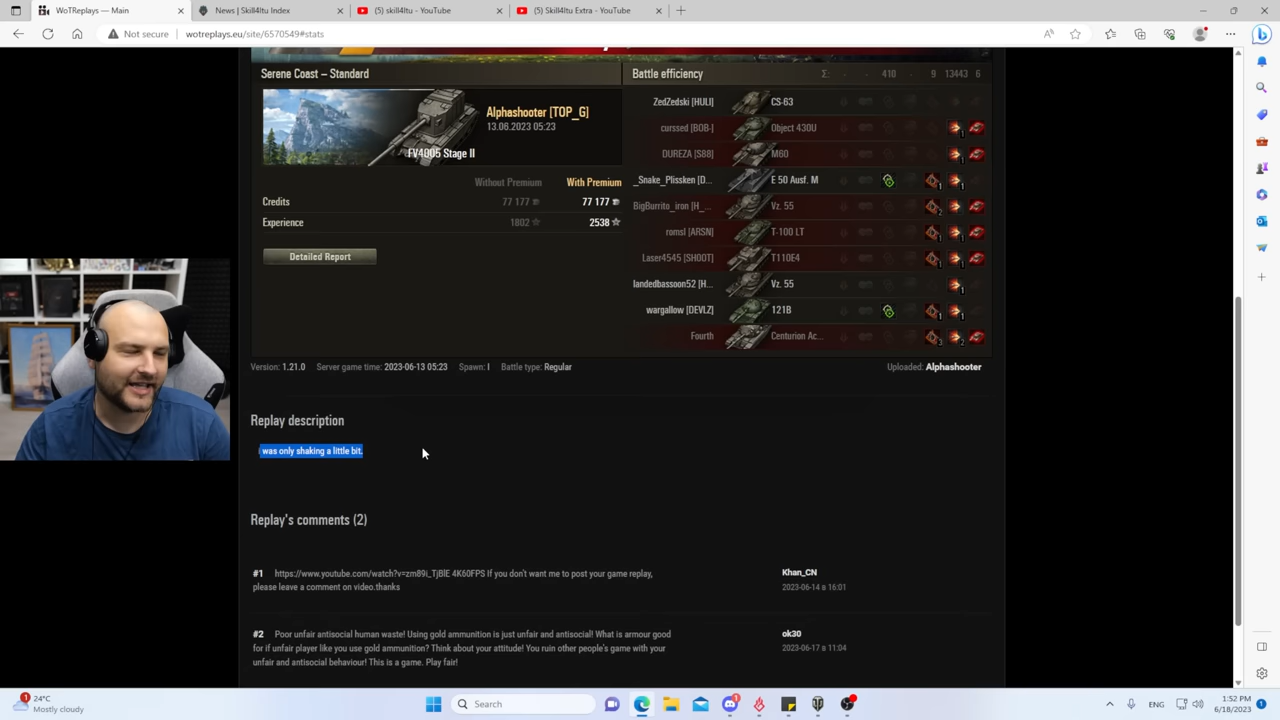 WoTReplays — Main
News | Skill4ltu Index
(5) skill4ltu - YouTube
(5) Skill4ltu Extra - YouTube
Not secure
wotreplays.eu/site/6570549#stats
Serene Coast – Standard
Battle efficiency
Σ: - - 410 - 9 13443 6
Alphashooter [TOP_G]
13.06.2023 05:23
FV4005 Stage II
Without Premium With Premium
Credits 77 177 77 177
Experience 1802 2538
Detailed Report
ZedZedski [HULI] CS-63
curssed [BOB-] Object 430U
DUREZA [S88] M60
_Snake_Plissken [D... E 50 Ausf. M
BigBurrito_iron [H_... Vz. 55
romsl [ARSN] T-100 LT
Laser4545 [SHOOT] T110E4
landedbassoon52 [H... Vz. 55
wargallow [DEVLZ] 121B
Fourth Centurion Ac...
Version: 1.21.0 Server game time: 2023-06-13 05:23 Spawn: I Battle type: Regular
Uploaded: Alphashooter
Replay description
I was only shaking a little bit.
Replay's comments (2)
#1 https://www.youtube.com/watch?v=zm89i_TjBlE 4K60FPS If you don't want me to post your game replay,
please leave a comment on video.thanks
Khan_CN
2023-06-14 в 16:01
#2 Poor unfair antisocial human waste! Using gold ammunition is just unfair and antisocial! What is armour good
for if unfair player like you use gold ammunition? Think about your attitude! You ruin other people's game with your
unfair and antisocial behaviour! This is a game. Play fair!
ok30
2023-06-17 в 11:04
24°C
Mostly cloudy
Search
ENG
1:52 PM
6/18/2023